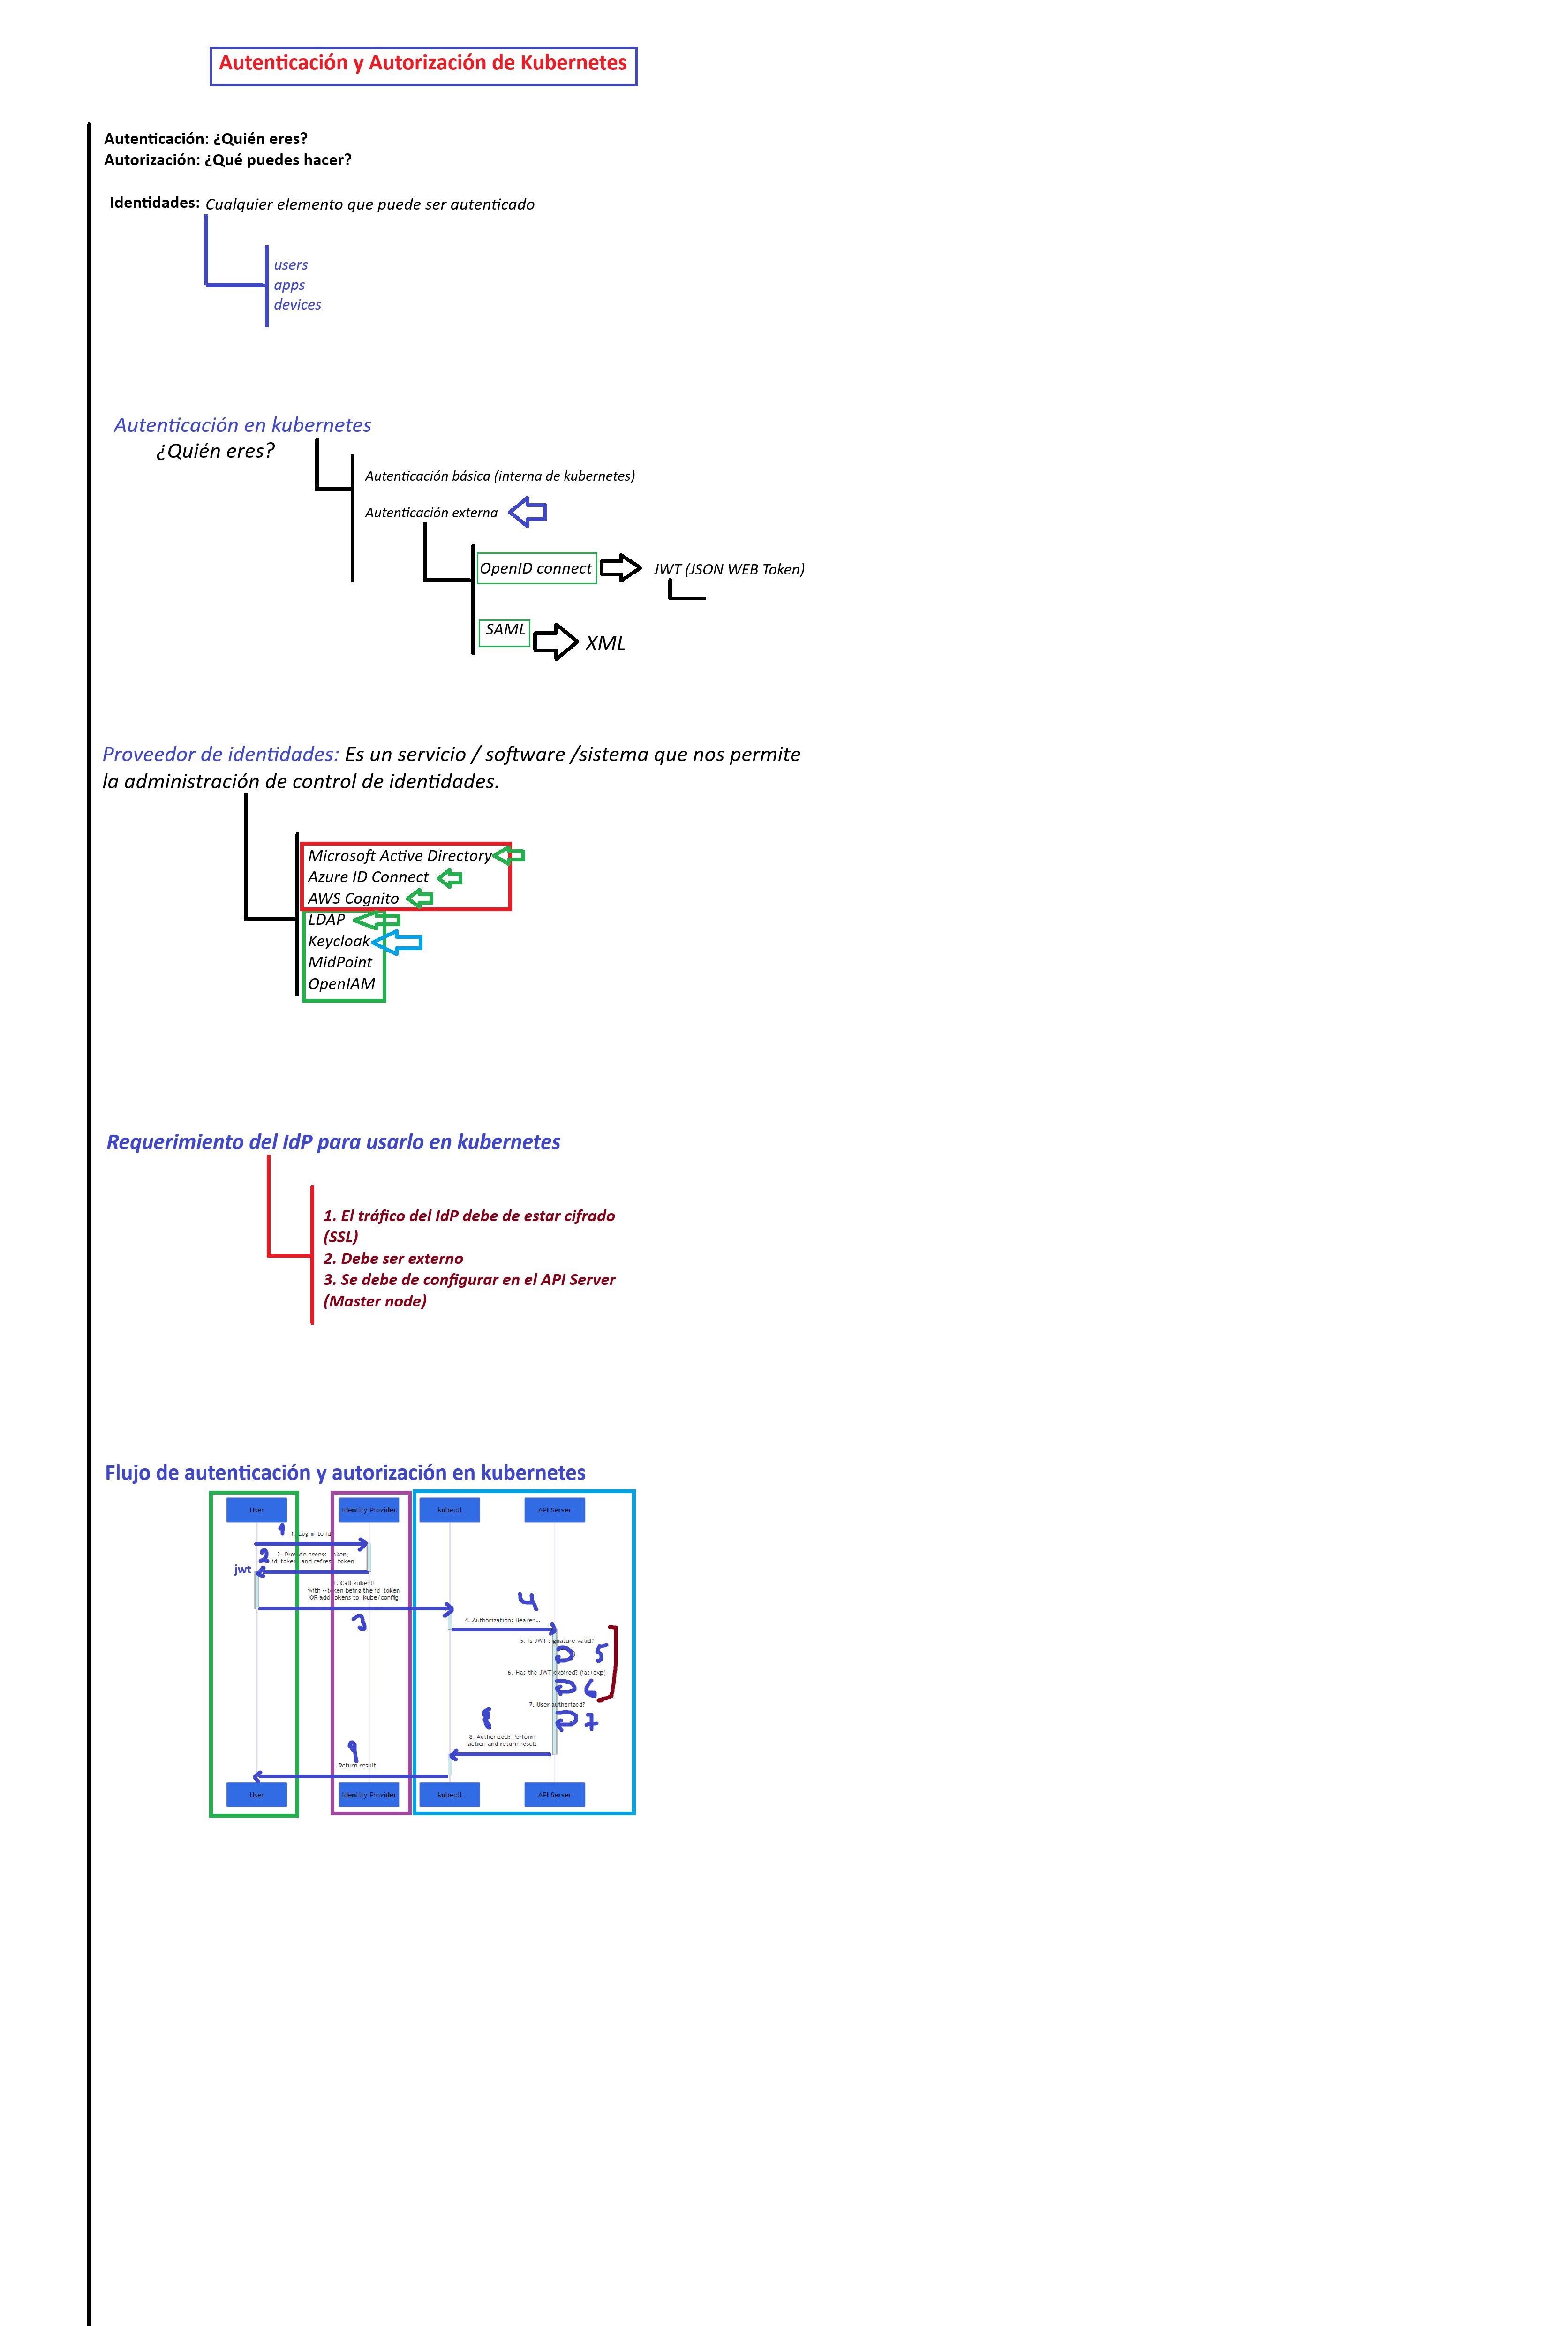 Autenticación y Autorización de Kubernetes
Autenticación: ¿Quién eres?
Autorización: ¿Qué puedes hacer?
Identidades: Cualquier elemento que puede ser autenticado
users
apps
devices
Autenticación en kubernetes
¿Quién eres?
Autenticación básica (interna de kubernetes)
Autenticación externa
OpenID connect
JWT (JSON WEB Token)
SAML
XML
Proveedor de identidades: Es un servicio / software /sistema que nos permite
la administración de control de identidades.
Microsoft Active Directory
Azure ID Connect
AWS Cognito
LDAP
Keycloak
MidPoint
OpenIAM
Requerimiento del IdP para usarlo en kubernetes
1. El tráfico del IdP debe de estar cifrado
(SSL)
2. Debe ser externo
3. Se debe de configurar en el API Server
(Master node)
Flujo de autenticación y autorización en kubernetes
User
Identity Provider
kubectl
API Server
1
1. Log in to
2
2. Provide access_token,
id_token and refresh_token
jwt
Call kubectl
with --token being the id_token
OR add tokens to .kube/config
3
4
4. Authorization: Bearer...
5. Is JWT signature valid?
5
6. Has the JWT expired? (iat+exp)
6
7. User authorized?
7
8
8. Authorized: Perform
action and return result
9
Return result
User
Identity Provider
kubectl
API Server